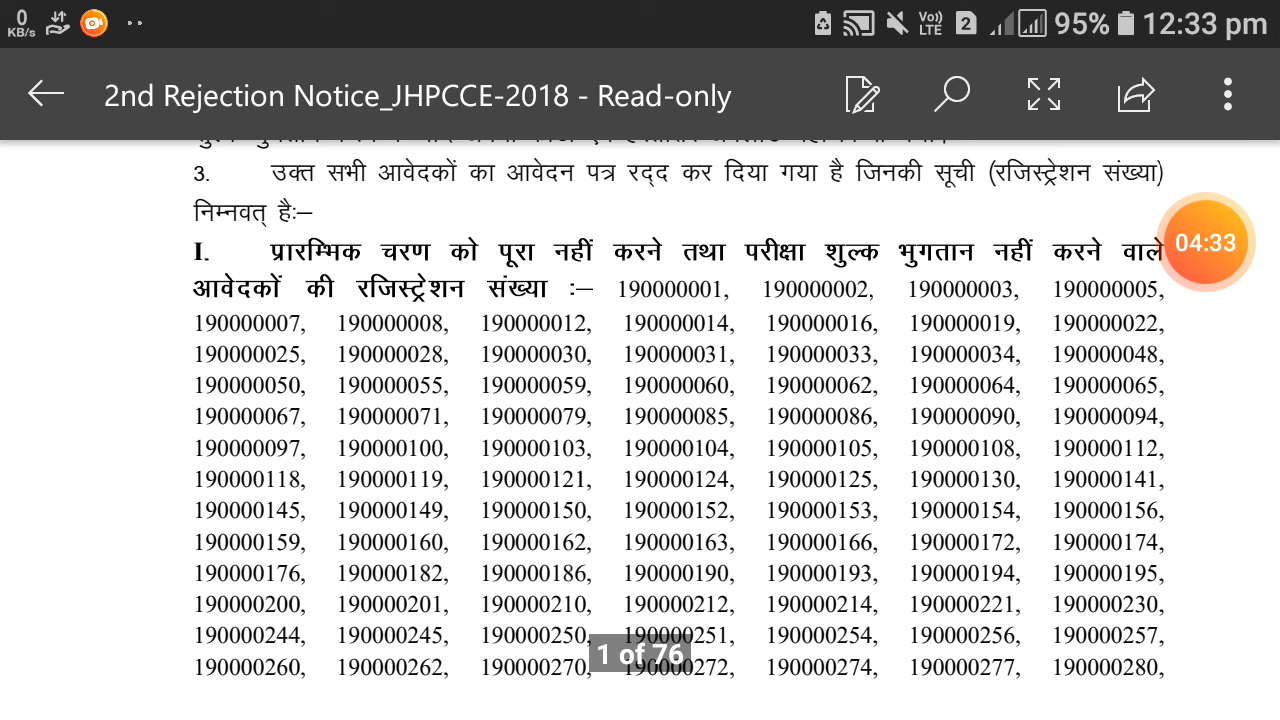 0
KB/s
Vo)) LTE 2 95% 12:33 pm
2nd Rejection Notice_JHPCCE-2018 - Read-only
3. उक्त सभी आवेदकों का आवेदन पत्र रद्द कर दिया गया है जिनकी सूची (रजिस्ट्रेशन संख्या)
निम्नवत् है:–
04:33
I. प्रारम्भिक चरण को पूरा नहीं करने तथा परीक्षा शुल्क भुगतान नहीं करने वाले
आवेदकों की रजिस्ट्रेशन संख्या :– 190000001, 190000002, 190000003, 190000005,
190000007, 190000008, 190000012, 190000014, 190000016, 190000019, 190000022,
190000025, 190000028, 190000030, 190000031, 190000033, 190000034, 190000048,
190000050, 190000055, 190000059, 190000060, 190000062, 190000064, 190000065,
190000067, 190000071, 190000079, 190000085, 190000086, 190000090, 190000094,
190000097, 190000100, 190000103, 190000104, 190000105, 190000108, 190000112,
190000118, 190000119, 190000121, 190000124, 190000125, 190000130, 190000141,
190000145, 190000149, 190000150, 190000152, 190000153, 190000154, 190000156,
190000159, 190000160, 190000162, 190000163, 190000166, 190000172, 190000174,
190000176, 190000182, 190000186, 190000190, 190000193, 190000194, 190000195,
190000200, 190000201, 190000210, 190000212, 190000214, 190000221, 190000230,
190000244, 190000245, 190000250, 190000251, 190000254, 190000256, 190000257,
190000260, 190000262, 190000270, 190000272, 190000274, 190000277, 190000280,
1 of 76